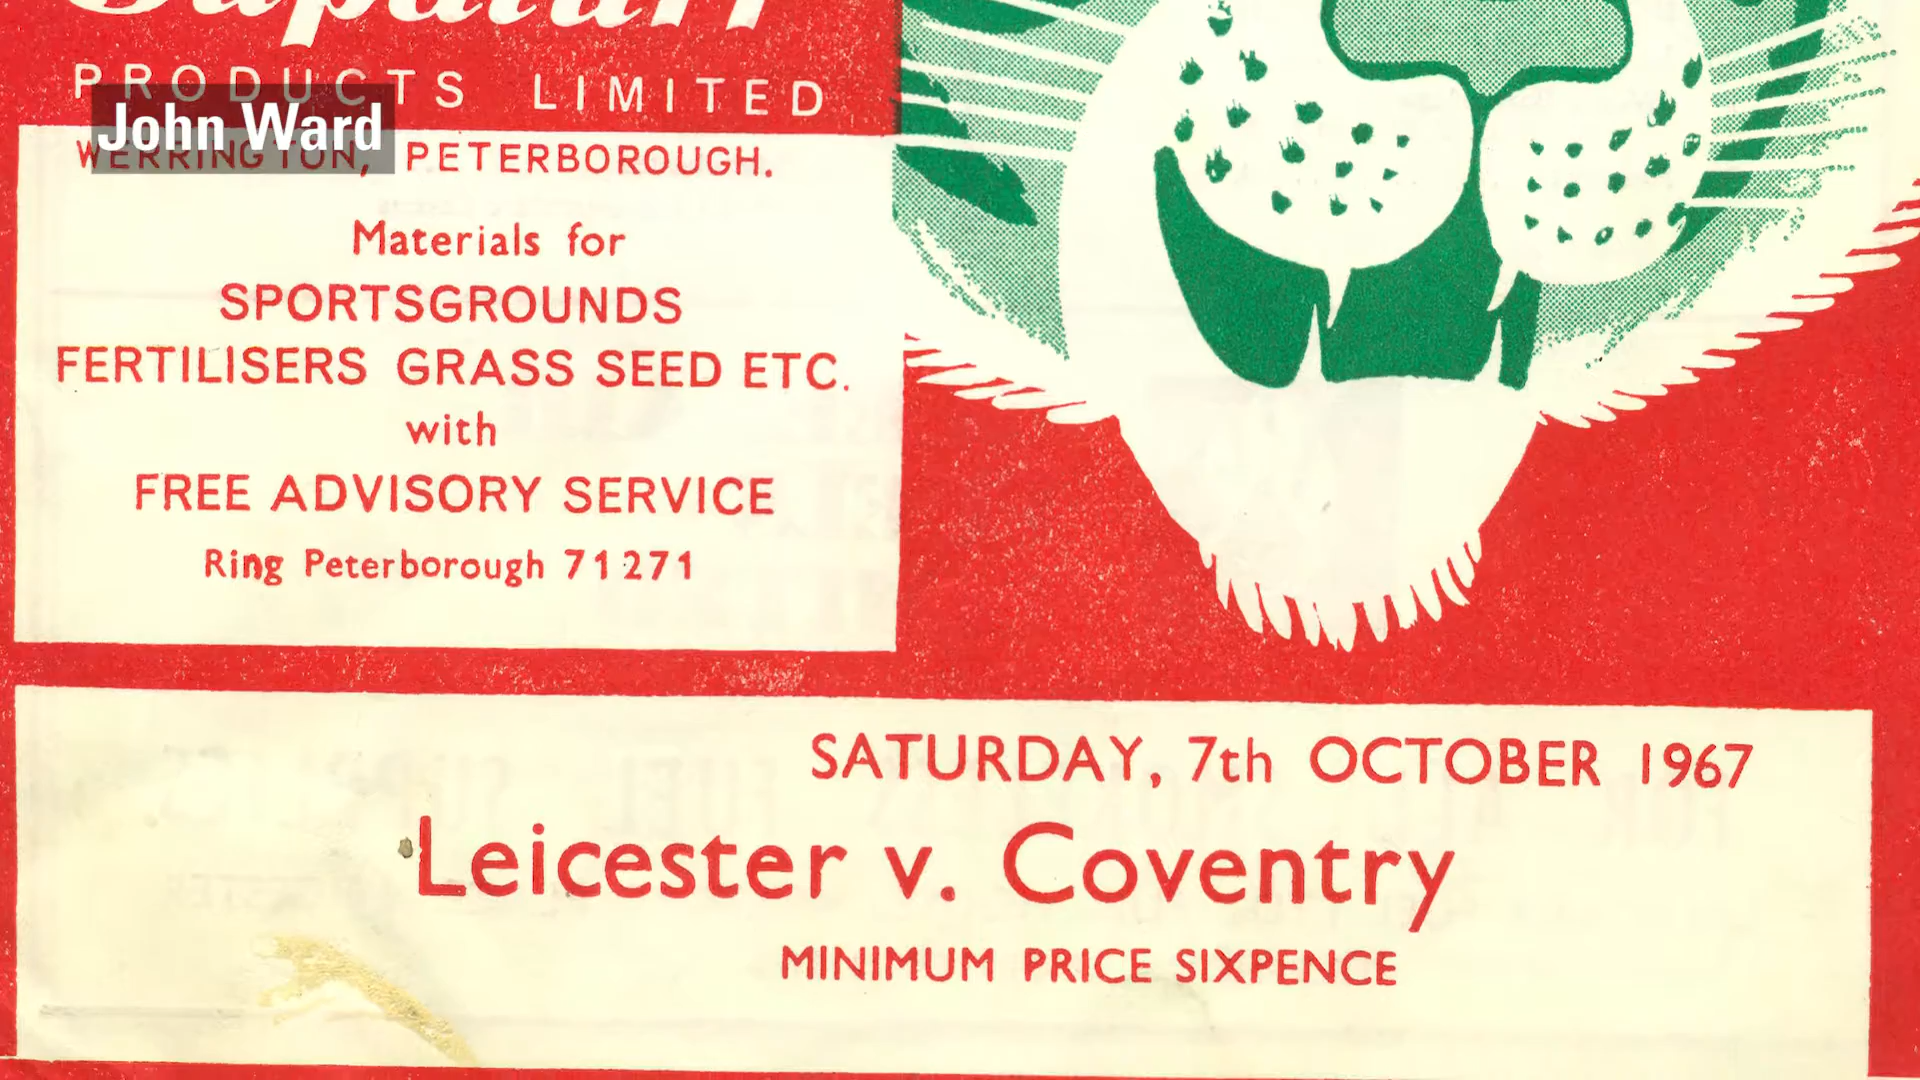 PRODUCTS LIMITED
John Ward
WERRINGTON, PETERBOROUGH.
Materials for
SPORTSGROUNDS
FERTILISERS GRASS SEED ETC.
with
FREE ADVISORY SERVICE
Ring Peterborough 71271
SATURDAY, 7th OCTOBER 1967
Leicester v. Coventry
MINIMUM PRICE SIXPENCE